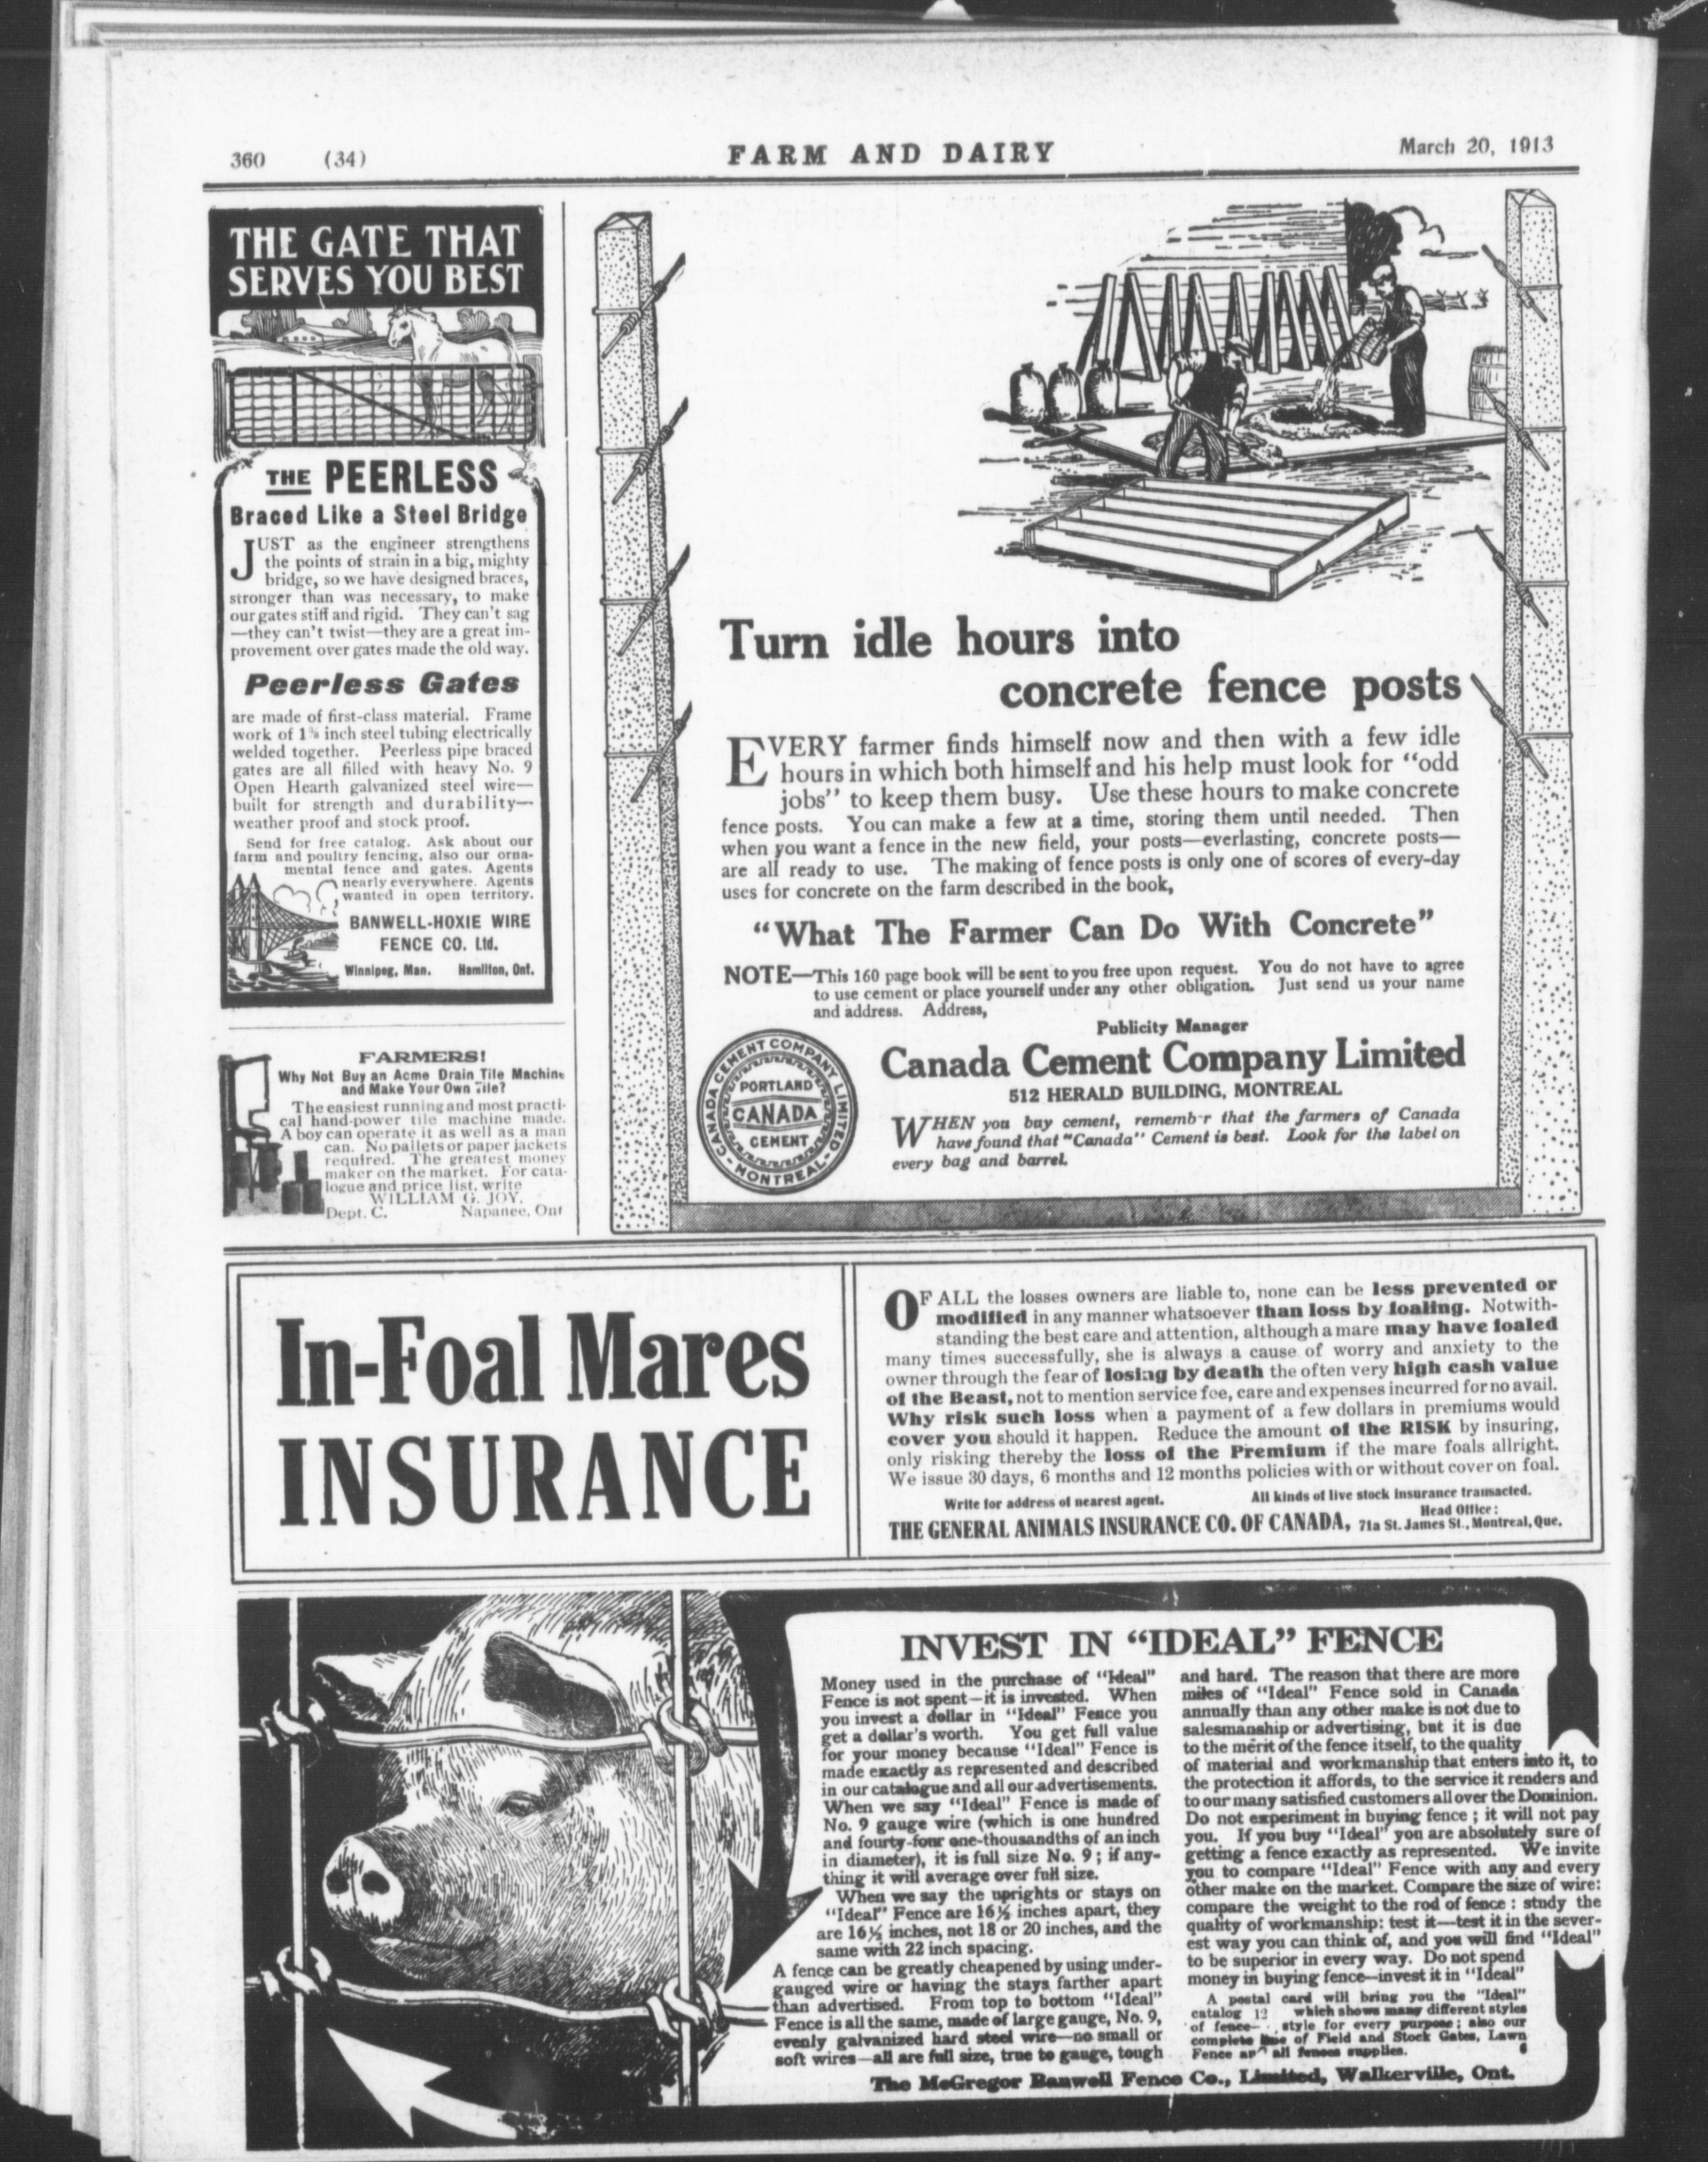 360 (34) FARM AND DAIRY March 20, 1913
THE GATE THAT
SERVES YOU BEST
THE PEERLESS
Braced Like a Steel Bridge
JUST as the engineer strengthens
the points of strain in a big, mighty
bridge, so we have designed braces,
stronger than was necessary, to make
our gates stiff and rigid. They can't sag
—they can't twist—they are a great im-
provement over gates made the old way.
Peerless Gates
are made of first-class material. Frame
work of 1⅝ inch steel tubing electrically
welded together. Peerless pipe braced
gates are all filled with heavy No. 9
Open Hearth galvanized steel wire—
built for strength and durability—
weather proof and stock proof.
Send for free catalog. Ask about our
farm and poultry fencing, also our orna-
mental fence and gates. Agents
nearly everywhere. Agents
wanted in open territory.
BANWELL-HOXIE WIRE
FENCE CO. Ltd.
Winnipeg, Man. Hamilton, Ont.
FARMERS!
Why Not Buy an Acme Drain Tile Machine
and Make Your Own Tile?
The easiest running and most practi-
cal hand-power tile machine made.
A boy can operate it as well as a man
can. No pallets or paper jackets
required. The greatest money
maker on the market. For cata-
logue and price list, write
WILLIAM G. JOY,
Dept. C. Napanee, Ont
Turn idle hours into
concrete fence posts
EVERY farmer finds himself now and then with a few idle
hours in which both himself and his help must look for "odd
jobs" to keep them busy. Use these hours to make concrete
fence posts. You can make a few at a time, storing them until needed. Then
when you want a fence in the new field, your posts—everlasting, concrete posts—
are all ready to use. The making of fence posts is only one of scores of every-day
uses for concrete on the farm described in the book,
"What The Farmer Can Do With Concrete"
NOTE—This 160 page book will be sent to you free upon request. You do not have to agree
to use cement or place yourself under any other obligation. Just send us your name
and address. Address,
Publicity Manager
Canada Cement Company Limited
512 HERALD BUILDING, MONTREAL
WHEN you buy cement, rememb-r that the farmers of Canada
have found that "Canada" Cement is best. Look for the label on
every bag and barrel.
CANADA CEMENT COMPANY LIMITED
PORTLAND
CANADA
CEMENT
MONTREAL
In-Foal Mares
INSURANCE
OF ALL the losses owners are liable to, none can be less prevented or
modified in any manner whatsoever than loss by foaling. Notwith-
standing the best care and attention, although a mare may have foaled
many times successfully, she is always a cause of worry and anxiety to the
owner through the fear of losing by death the often very high cash value
of the Beast, not to mention service fee, care and expenses incurred for no avail.
Why risk such loss when a payment of a few dollars in premiums would
cover you should it happen. Reduce the amount of the RISK by insuring,
only risking thereby the loss of the Premium if the mare foals allright.
We issue 30 days, 6 months and 12 months policies with or without cover on foal.
Write for address of nearest agent. All kinds of live stock insurance transacted.
Head Office:
THE GENERAL ANIMALS INSURANCE CO. OF CANADA, 71a St. James St., Montreal, Que.
INVEST IN "IDEAL" FENCE
Money used in the purchase of "Ideal"
Fence is not spent—it is invested. When
you invest a dollar in "Ideal" Fence you
get a dollar's worth. You get full value
for your money because "Ideal" Fence is
made exactly as represented and described
in our catalogue and all our advertisements.
When we say "Ideal" Fence is made of
No. 9 gauge wire (which is one hundred
and fourty-four one-thousandths of an inch
in diameter), it is full size No. 9; if any-
thing it will average over full size.
When we say the uprights or stays on
"Ideal" Fence are 16½ inches apart, they
are 16½ inches, not 18 or 20 inches, and the
same with 22 inch spacing.
A fence can be greatly cheapened by using under-
gauged wire or having the stays farther apart
than advertised. From top to bottom "Ideal"
Fence is all the same, made of large gauge, No. 9,
evenly galvanized hard steel wire—no small or
soft wires—all are full size, true to gauge, tough
and hard. The reason that there are more
miles of "Ideal" Fence sold in Canada
annually than any other make is not due to
salesmanship or advertising, but it is due
to the merit of the fence itself, to the quality
of material and workmanship that enters into it, to
the protection it affords, to the service it renders and
to our many satisfied customers all over the Dominion.
Do not experiment in buying fence; it will not pay
you. If you buy "Ideal" you are absolutely sure of
getting a fence exactly as represented. We invite
you to compare "Ideal" Fence with any and every
other make on the market. Compare the size of wire:
compare the weight to the rod of fence: study the
quality of workmanship: test it—test it in the sever-
est way you can think of, and you will find "Ideal"
to be superior in every way. Do not spend
money in buying fence—invest it in "Ideal"
A postal card will bring you the "Ideal"
catalog which shows many different styles
of fence— style for every purpose; also our
complete line of Field and Stock Gates, Lawn
Fence all fences supplies. 6
The McGregor Banwell Fence Co., Limited, Walkerville, Ont.